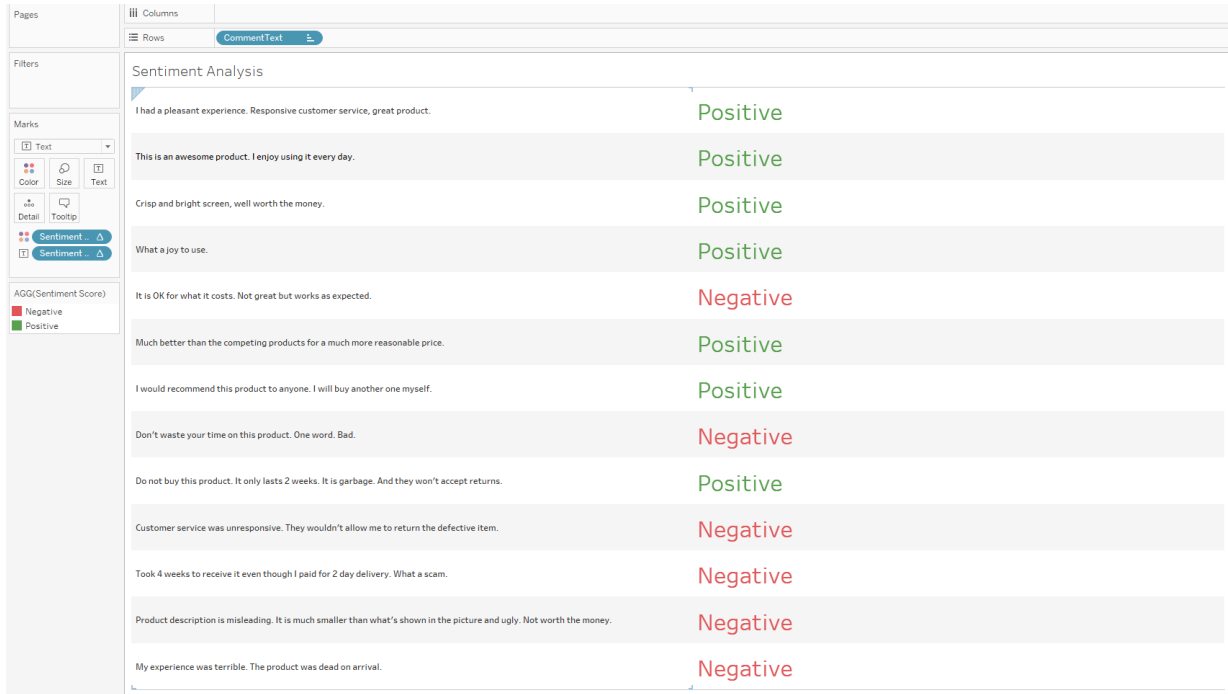 Pages
Columns
Rows CommentText
Filters
Marks
Text
Color Size Text
Detail Tooltip
Sentiment ..
Sentiment ..
AGG(Sentiment Score)
Negative
Positive
Sentiment Analysis
I had a pleasant experience. Responsive customer service, great product. Positive
This is an awesome product. I enjoy using it every day. Positive
Crisp and bright screen, well worth the money. Positive
What a joy to use. Positive
It is OK for what it costs. Not great but works as expected. Negative
Much better than the competing products for a much more reasonable price. Positive
I would recommend this product to anyone. I will buy another one myself. Positive
Don't waste your time on this product. One word. Bad. Negative
Do not buy this product. It only lasts 2 weeks. It is garbage. And they won't accept returns. Positive
Customer service was unresponsive. They wouldn't allow me to return the defective item. Negative
Took 4 weeks to receive it even though I paid for 2 day delivery. What a scam. Negative
Product description is misleading. It is much smaller than what's shown in the picture and ugly. Not worth the money. Negative
My experience was terrible. The product was dead on arrival. Negative